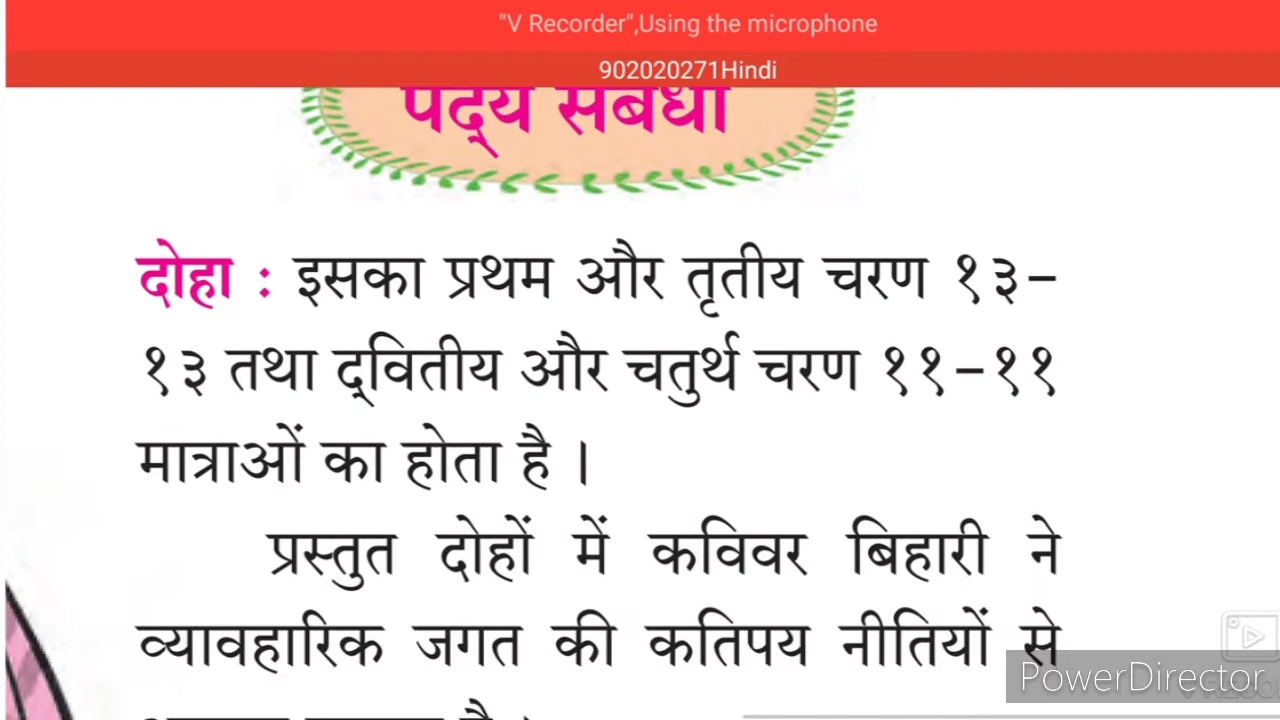 "V Recorder",Using the microphone
902020271Hindi
पद्य संबंधी
दोहा : इसका प्रथम और तृतीय चरण १३-
१३ तथा द्‌वितीय और चतुर्थ चरण ११-११
मात्राओं का होता है ।
प्रस्तुत दोहों में कविवर बिहारी ने
व्यावहारिक जगत की कतिपय नीतियों से
है ।
PowerDirector